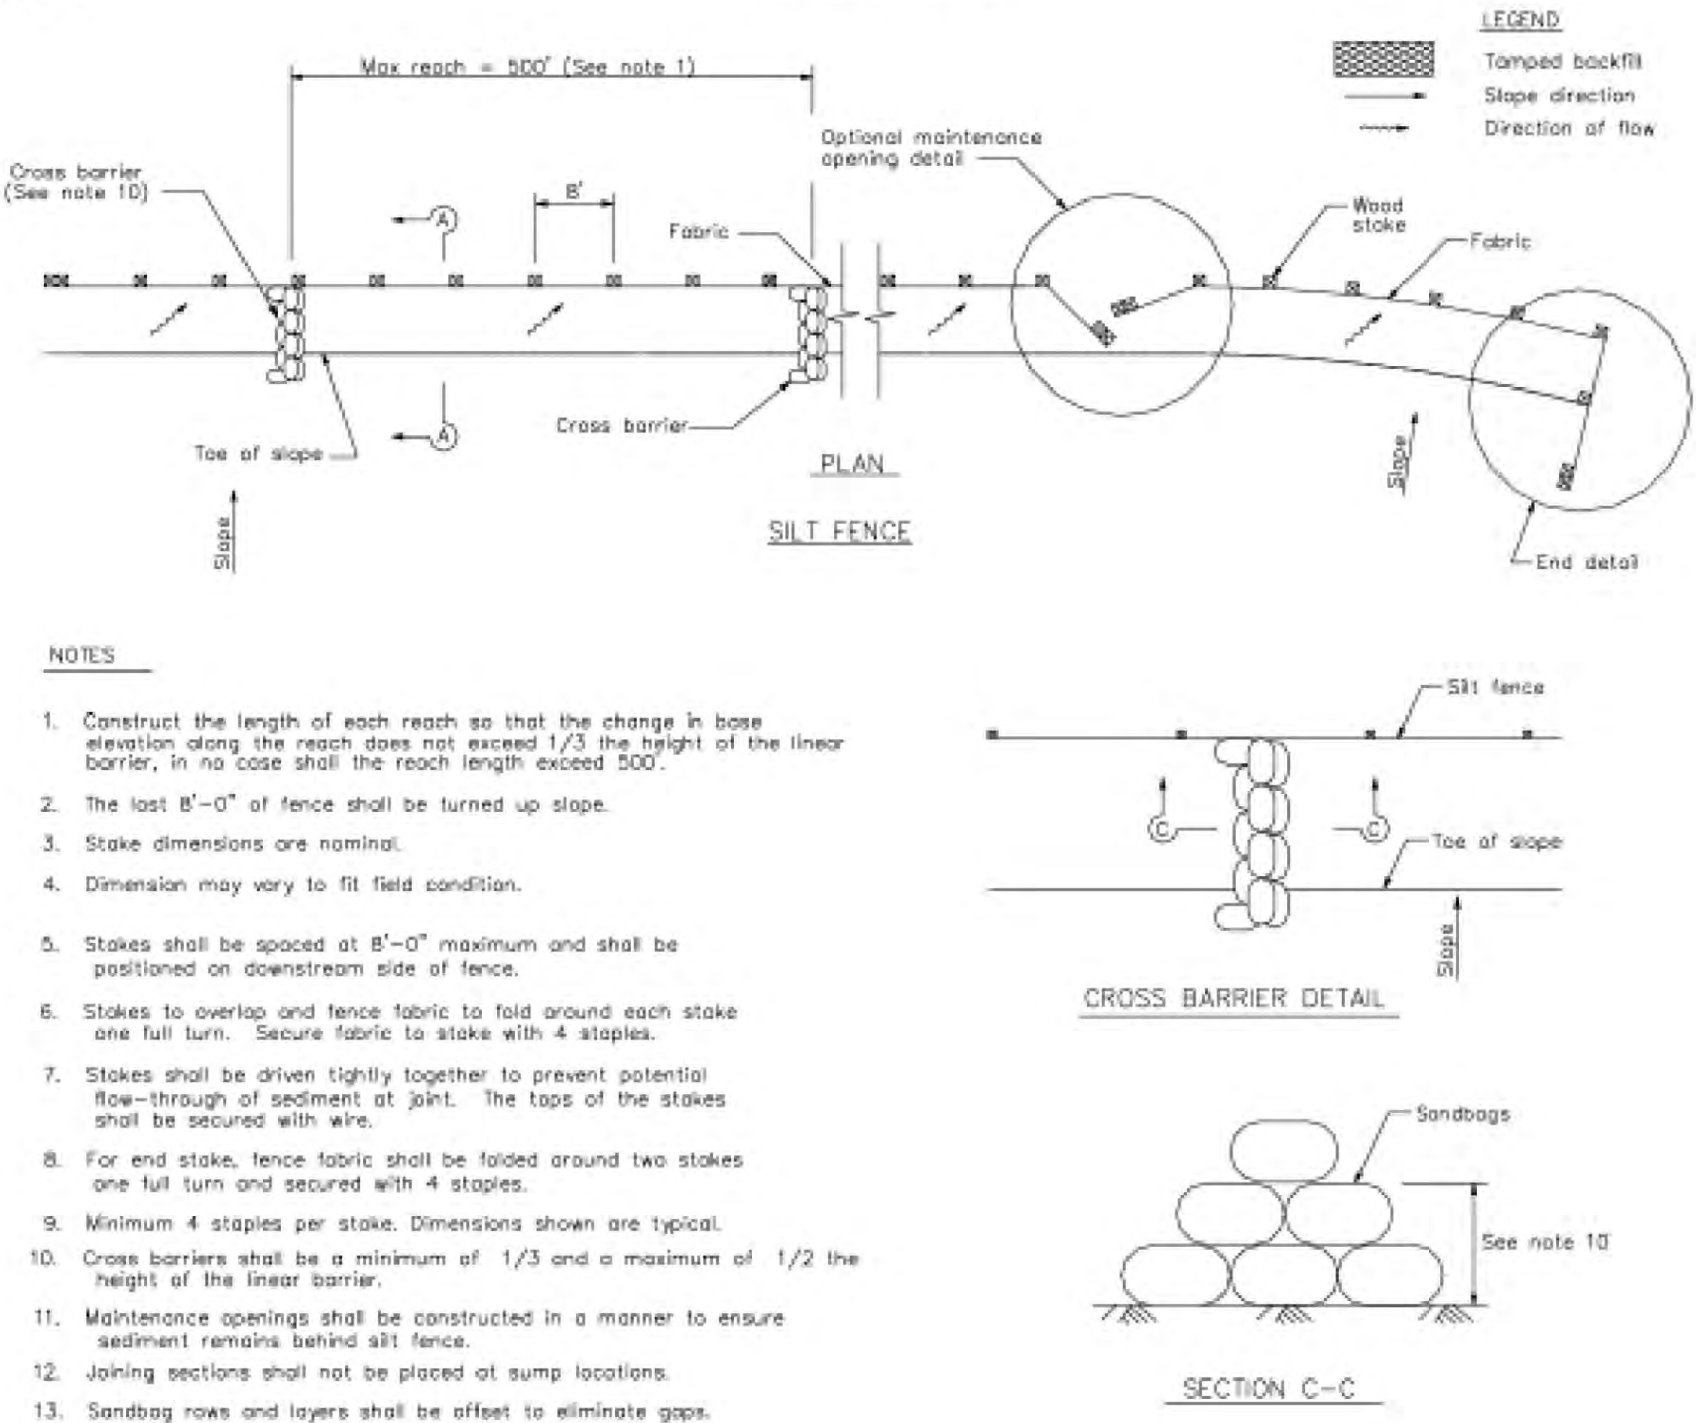 LEGEND
Tamped backfill
Slope direction
Direction of flow
Max reach = 500' (See note 1)
Optional maintenance
opening detail
Cross barrier
(See note 10)
A
8'
Fabric
Wood
stake
Fabric
Cross barrier
A
Toe of slope
PLAN
Slope
Slope
SILT FENCE
End detail
NOTES
1. Construct the length of each reach so that the change in base
elevation along the reach does not exceed 1/3 the height of the linear
barrier, in no case shall the reach length exceed 500'.
2. The last 8'-0" of fence shall be turned up slope.
3. Stake dimensions are nominal.
4. Dimension may vary to fit field condition.
5. Stakes shall be spaced at 8'-0" maximum and shall be
positioned on downstream side of fence.
6. Stakes to overlap and fence fabric to fold around each stake
one full turn. Secure fabric to stake with 4 staples.
7. Stakes shall be driven tightly together to prevent potential
flow-through of sediment at joint. The tops of the stakes
shall be secured with wire.
8. For end stake, fence fabric shall be folded around two stakes
one full turn and secured with 4 staples.
9. Minimum 4 staples per stake. Dimensions shown are typical.
10. Cross barriers shall be a minimum of 1/3 and a maximum of 1/2 the
height of the linear barrier.
11. Maintenance openings shall be constructed in a manner to ensure
sediment remains behind silt fence.
12. Joining sections shall not be placed at sump locations.
13. Sandbag rows and layers shall be offset to eliminate gaps.
Silt fence
C
C
Toe of slope
Slope
CROSS BARRIER DETAIL
Sandbags
See note 10
SECTION C-C